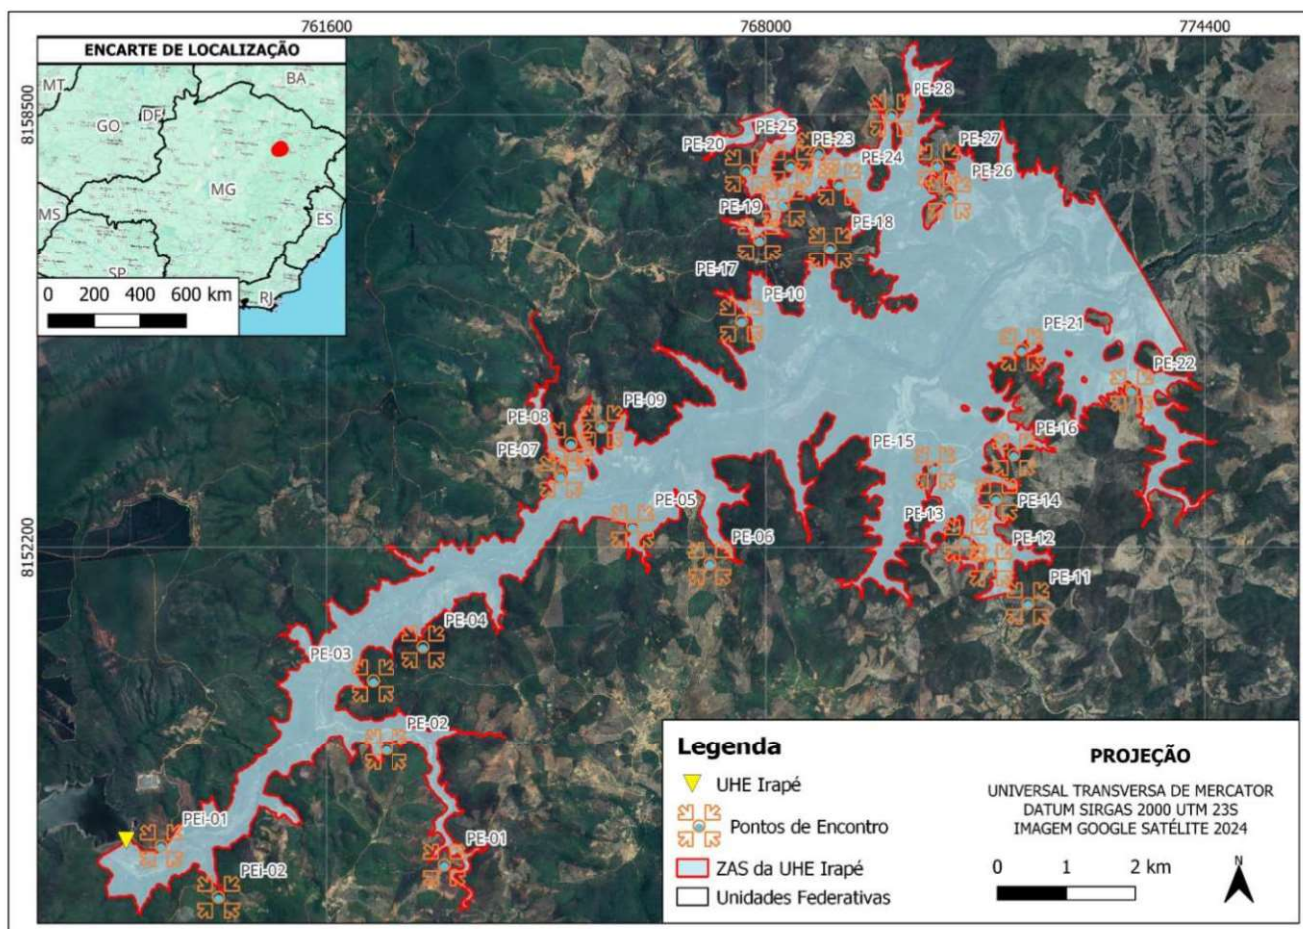 761600
768000
774400
8158500
8152200
ENCARTE DE LOCALIZAÇÃO
MT
BA
GO
DF
MG
MS
ES
SP
RJ
0 200 400 600 km
PE-28
PE-25
PE-23
PE-27
PE-20
PE-24
PE-26
PE-19
PE-18
PE-17
PE-10
PE-21
PE-22
PE-09
PE-08
PE-16
PE-07
PE-15
PE-05
PE-14
PE-13
PE-06
PE-12
PE-11
PE-04
PE-03
PE-02
PEI-01
PE-01
PEI-02
Legenda
UHE Irapé
Pontos de Encontro
ZAS da UHE Irapé
Unidades Federativas
PROJEÇÃO
UNIVERSAL TRANSVERSA DE MERCATOR
DATUM SIRGAS 2000 UTM 23S
IMAGEM GOOGLE SATÉLITE 2024
0 1 2 km
N